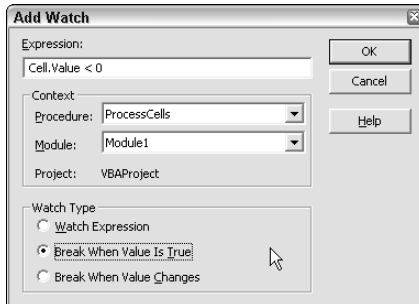 Add Watch
Expression:
Cell.Value < 0
OK
Cancel
Help
Context
Procedure: ProcessCells
Module: Module1
Project: VBAProject
Watch Type
Watch Expression
Break When Value Is True
Break When Value Changes